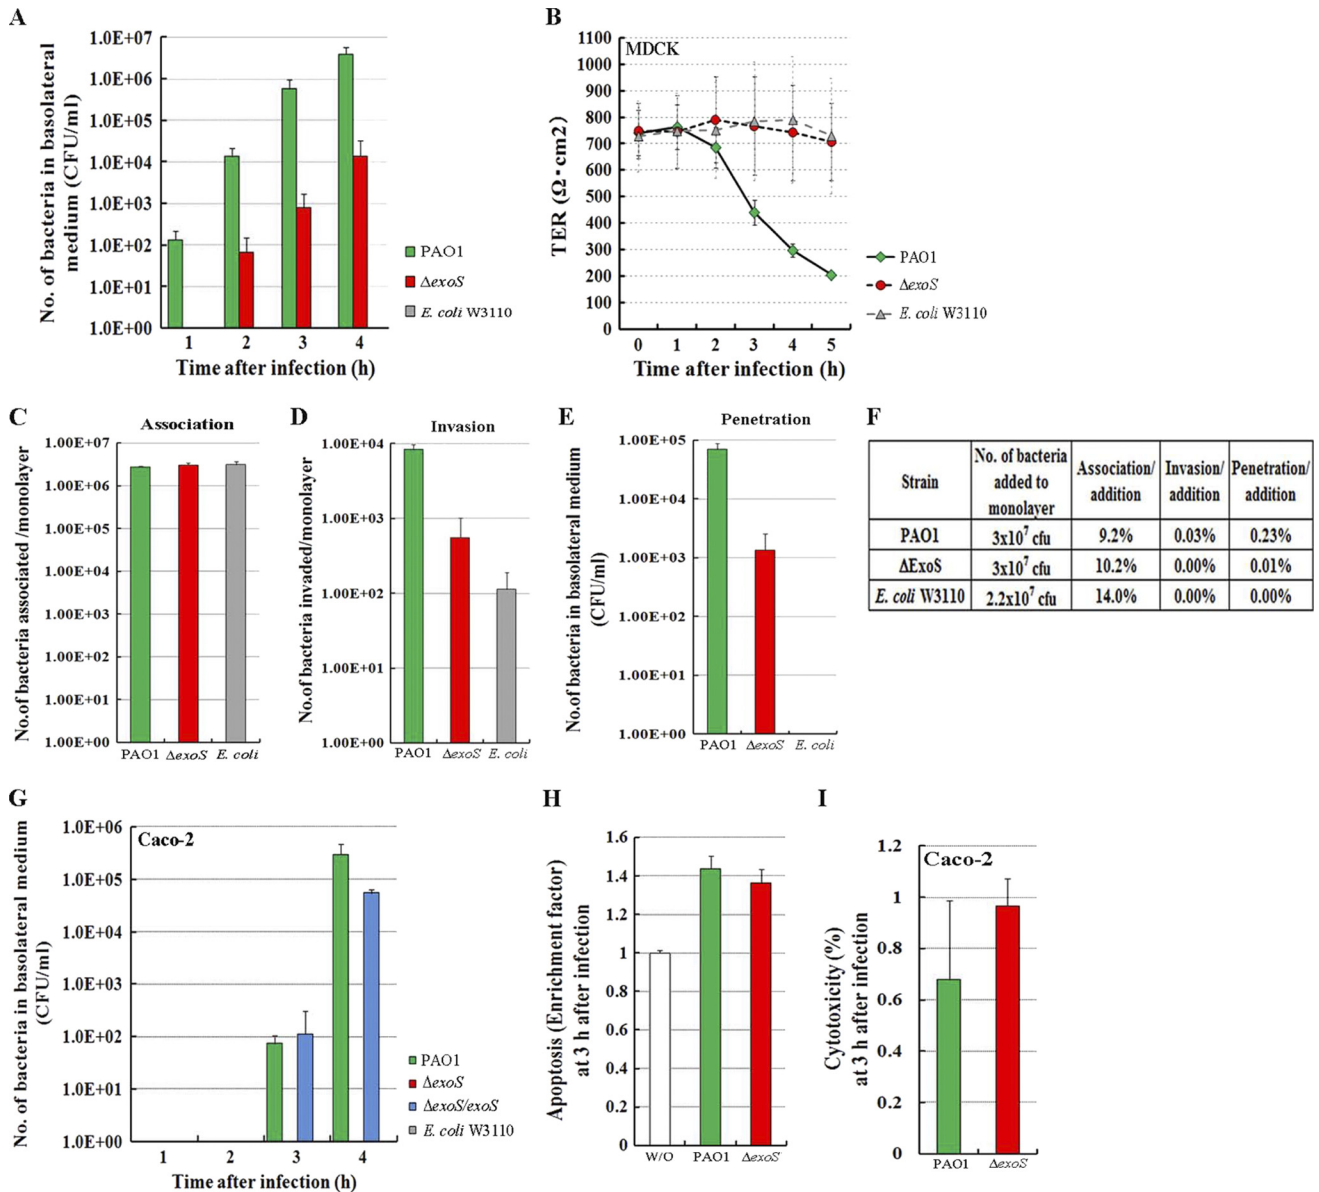 A
No. of bacteria in basolateral
medium (CFU/ml)
1.0E+07
1.0E+06
1.0E+05
1.0E+04
1.0E+03
1.0E+02
1.0E+01
1.0E+00
1 2 3 4
Time after infection (h)
PAO1
ΔexoS
E. coli W3110
B
MDCK
TER (Ω・cm2)
1100
1000
900
800
700
600
500
400
300
200
100
0
0 1 2 3 4 5
Time after infection (h)
PAO1
ΔexoS
E. coli W3110
C
Association
No.of bacteria associated /monolayer
1.00E+07
1.00E+06
1.00E+05
1.00E+04
1.00E+03
1.00E+02
1.00E+01
1.00E+00
PAO1 ΔexoS E. coli
D
Invasion
No.of bacteria invaded/monolayer
1.00E+04
1.00E+03
1.00E+02
1.00E+01
1.00E+00
PAO1 ΔexoS E. coli
E
Penetration
No.of bacteria in basolateral medium
(CFU/ml)
1.00E+05
1.00E+04
1.00E+03
1.00E+02
1.00E+01
1.00E+00
PAO1 ΔexoS E. coli
F
Strain
No. of bacteria
added to
monolayer
Association/
addition
Invasion/
addition
Penetration/
addition
PAO1 3x10⁷ cfu 9.2% 0.03% 0.23%
ΔExoS 3x10⁷ cfu 10.2% 0.00% 0.01%
E. coli W3110 2.2x10⁷ cfu 14.0% 0.00% 0.00%
G
Caco-2
No. of bacteria in basolateral medium
(CFU/ml)
1.0E+06
1.0E+05
1.0E+04
1.0E+03
1.0E+02
1.0E+01
1.0E+00
1 2 3 4
Time after infection (h)
PAO1
ΔexoS
ΔexoS/exoS
E. coli W3110
H
Apoptosis (Enrichment factor)
at 3 h after infection
1.6
1.4
1.2
1
0.8
0.6
0.4
0.2
0
W/O PAO1 ΔexoS
I
Caco-2
Cytotoxicity (%)
at 3 h after infection
1.2
1
0.8
0.6
0.4
0.2
0
PAO1 ΔexoS